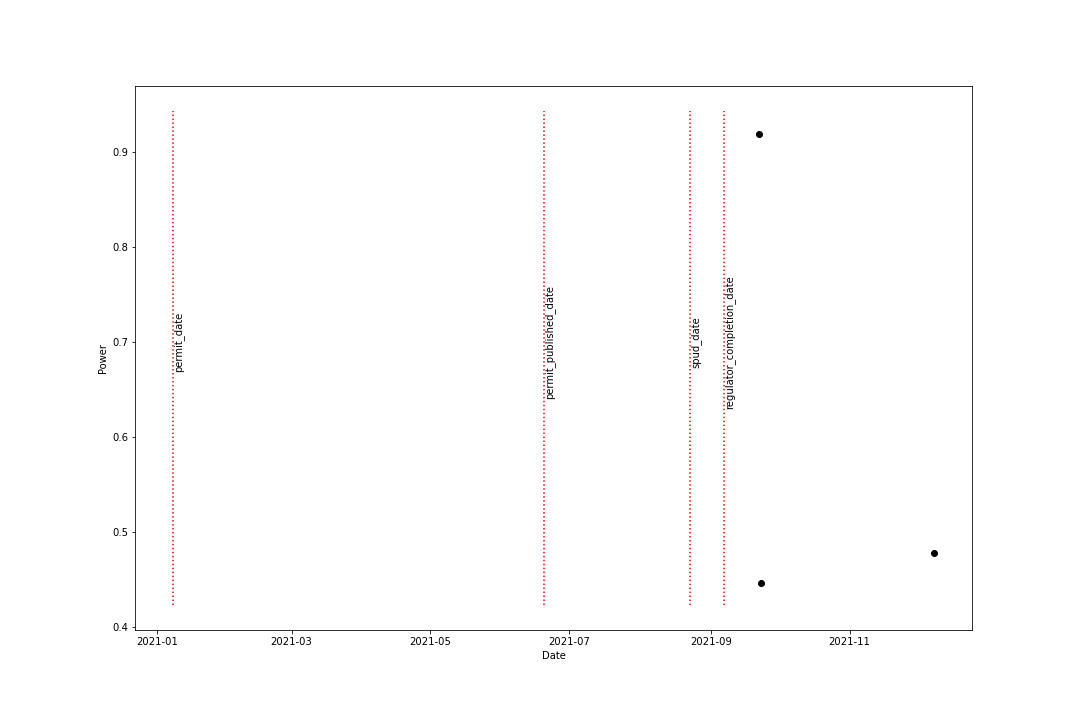 0.9
0.8
0.7
0.6
0.5
0.4
Power
permit_date
permit_published_date
spud_date
regulator_completion_date
2021-01 2021-03 2021-05 2021-07 2021-09 2021-11
Date